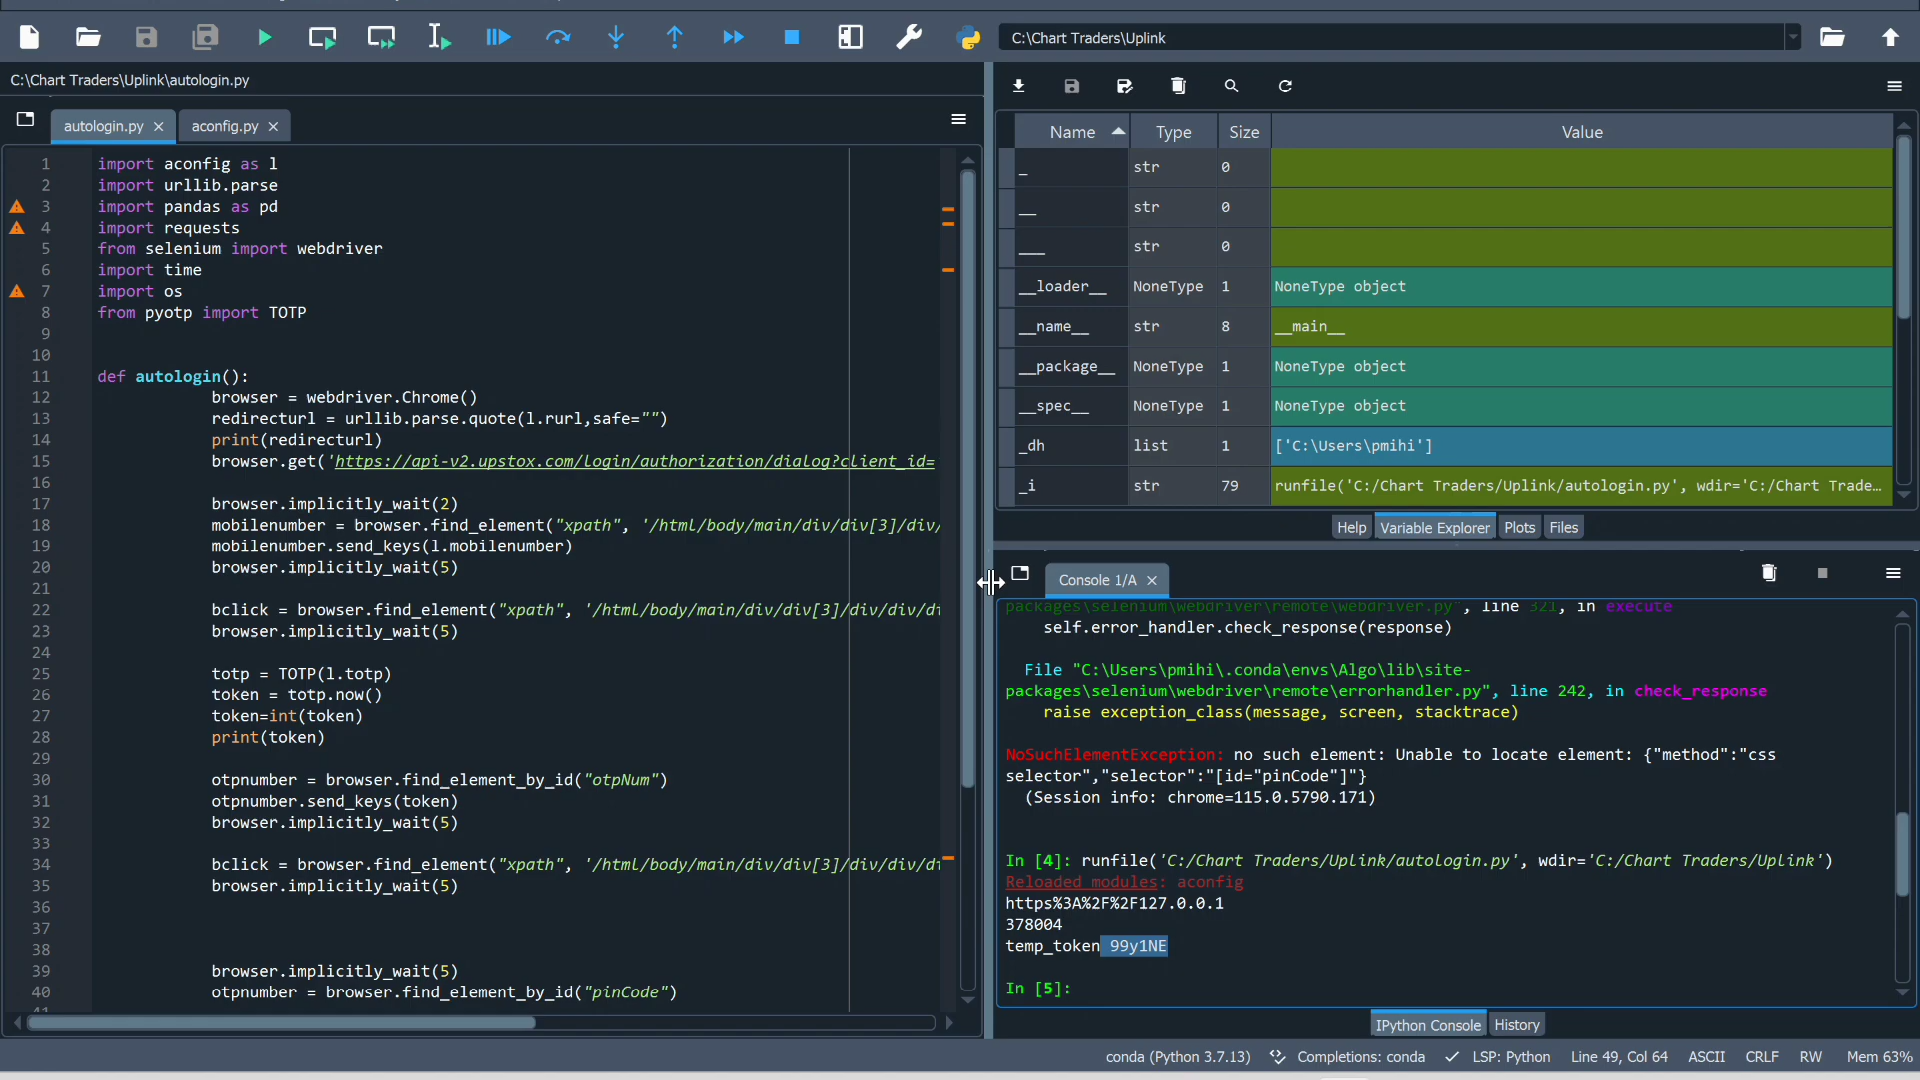 C:\Chart Traders\Uplink
C:\Chart Traders\Uplink\autologin.py
autologin.py
aconfig.py
1 import aconfig as l
2 import urllib.parse
3 import pandas as pd
4 import requests
5 from selenium import webdriver
6 import time
7 import os
8 from pyotp import TOTP
9
10
11 def autologin():
12 browser = webdriver.Chrome()
13 redirecturl = urllib.parse.quote(l.rurl,safe="")
14 print(redirecturl)
15 browser.get('https://api-v2.upstox.com/login/authorization/dialog?client_id=
16
17 browser.implicitly_wait(2)
18 mobilenumber = browser.find_element("xpath", '/html/body/main/div/div[3]/div/
19 mobilenumber.send_keys(l.mobilenumber)
20 browser.implicitly_wait(5)
21
22 bclick = browser.find_element("xpath", '/html/body/main/div/div[3]/div/div/di
23 browser.implicitly_wait(5)
24
25 totp = TOTP(l.totp)
26 token = totp.now()
27 token=int(token)
28 print(token)
29
30 otpnumber = browser.find_element_by_id("otpNum")
31 otpnumber.send_keys(token)
32 browser.implicitly_wait(5)
33
34 bclick = browser.find_element("xpath", '/html/body/main/div/div[3]/div/div/di
35 browser.implicitly_wait(5)
36
37
38
39 browser.implicitly_wait(5)
40 otpnumber = browser.find_element_by_id("pinCode")
Name Type Size Value
_ str 0
__ str 0
___ str 0
__loader__ NoneType 1 NoneType object
__name__ str 8 __main__
__package__ NoneType 1 NoneType object
__spec__ NoneType 1 NoneType object
_dh list 1 ['C:\Users\pmihi']
_i str 79 runfile('C:/Chart Traders/Uplink/autologin.py', wdir='C:/Chart Trade…
Help Variable Explorer Plots Files
Console 1/A
packages\selenium\webdriver\remote\webdriver.py", line 321, in execute
self.error_handler.check_response(response)
File "C:\Users\pmihi\.conda\envs\Algo\lib\site-
packages\selenium\webdriver\remote\errorhandler.py", line 242, in check_response
raise exception_class(message, screen, stacktrace)
NoSuchElementException: no such element: Unable to locate element: {"method":"css
selector","selector":"[id="pinCode"]"}
(Session info: chrome=115.0.5790.171)
In [4]: runfile('C:/Chart Traders/Uplink/autologin.py', wdir='C:/Chart Traders/Uplink')
Reloaded modules: aconfig
https%3A%2F%2F127.0.0.1
378004
temp_token 99y1NE
In [5]:
IPython Console History
conda (Python 3.7.13) Completions: conda LSP: Python Line 49, Col 64 ASCII CRLF RW Mem 63%